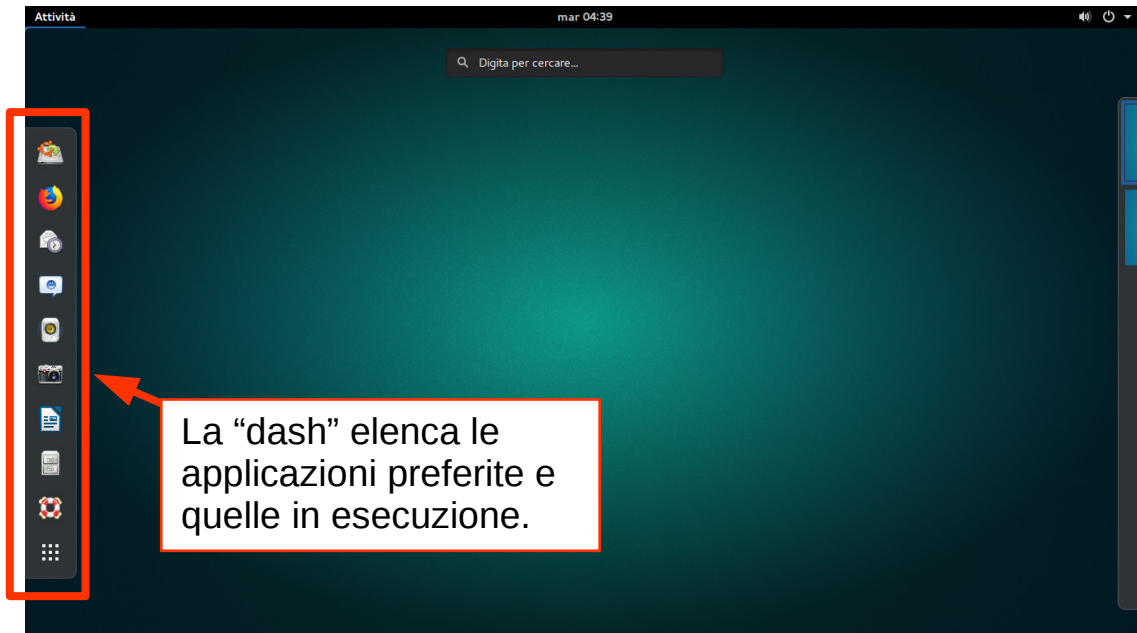 Attività
mar 04:39
Digita per cercare...
La “dash” elenca le
applicazioni preferite e
quelle in esecuzione.